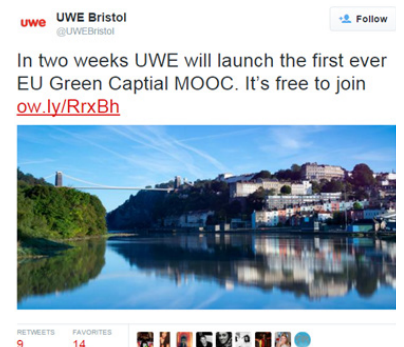 uwe
UWE Bristol
@UWEBristol
Follow
In two weeks UWE will launch the first ever
EU Green Captial MOOC. It's free to join
ow.ly/RrxBh
RETWEETS
FAVORITES
9
14